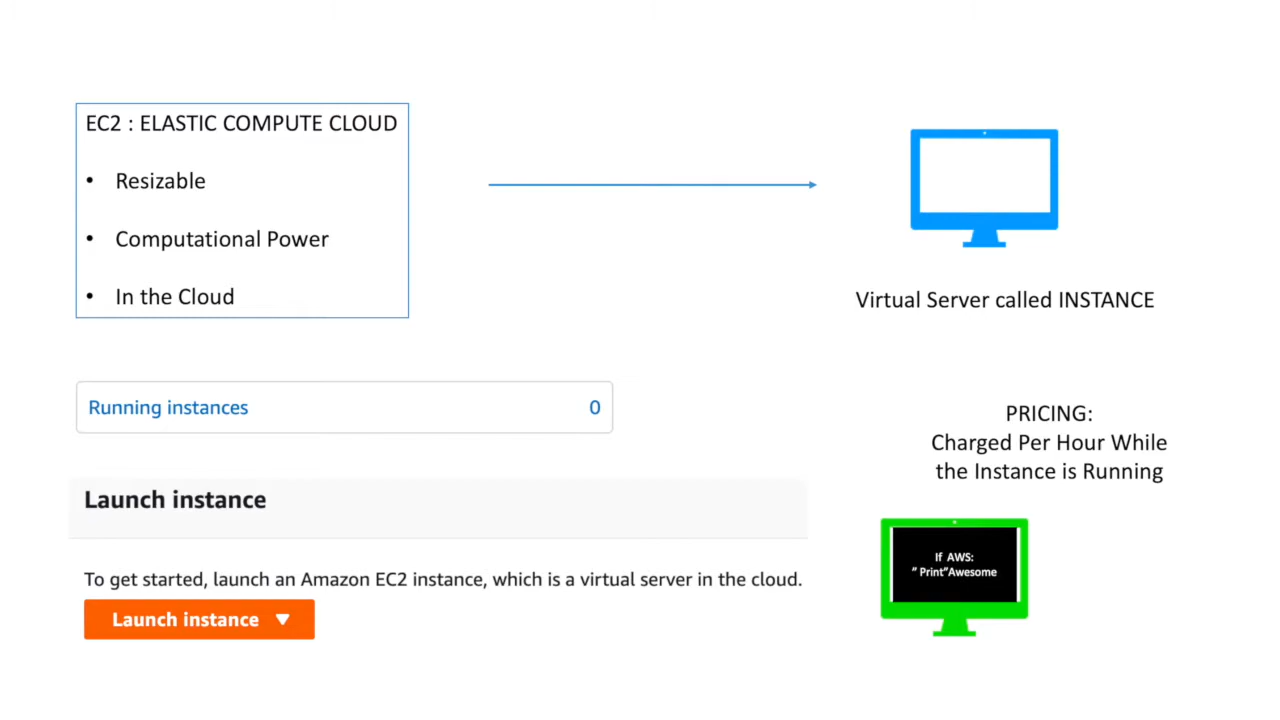 EC2 : ELASTIC COMPUTE CLOUD
• Resizable
• Computational Power
• In the Cloud
Virtual Server called INSTANCE
Running instances 0
PRICING:
Charged Per Hour While
the Instance is Running
Launch instance
To get started, launch an Amazon EC2 instance, which is a virtual server in the cloud.
Launch instance
If AWS:
” Print”Awesome